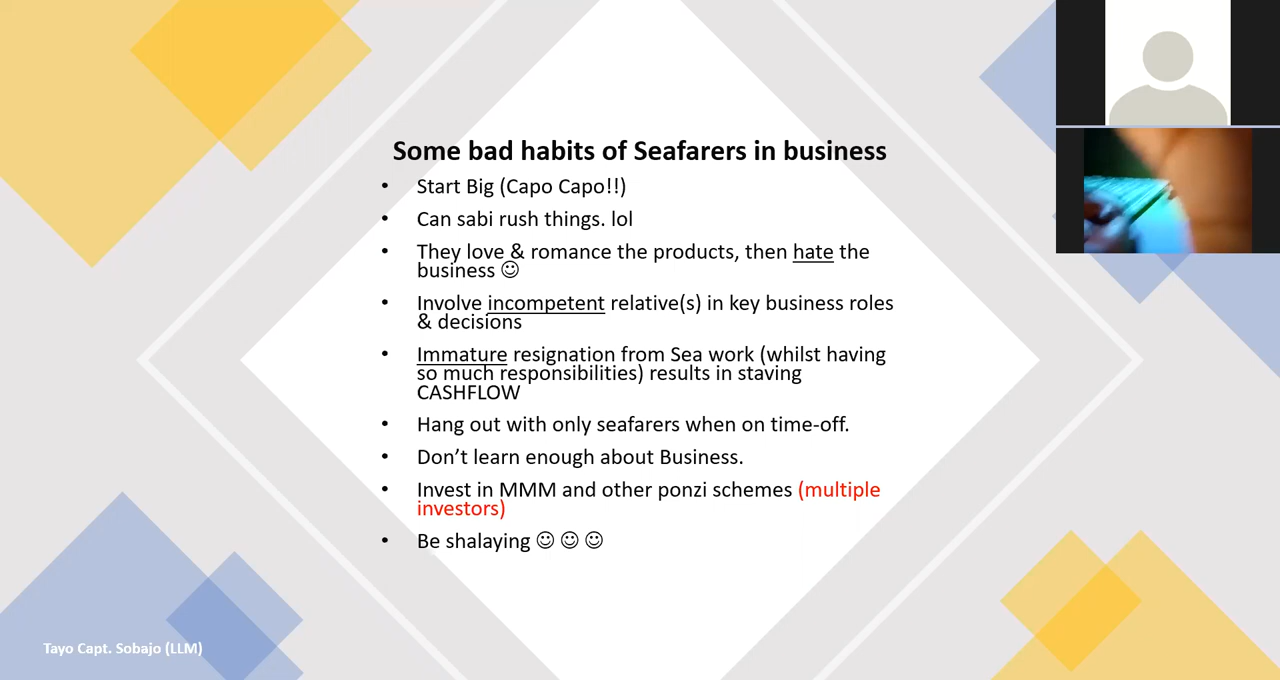 Some bad habits of Seafarers in business
• Start Big (Capo Capo!!)
• Can sabi rush things. lol
• They love & romance the products, then hate the
business ☺
• Involve incompetent relative(s) in key business roles
& decisions
• Immature resignation from Sea work (whilst having
so much responsibilities) results in staving
CASHFLOW
• Hang out with only seafarers when on time-off.
• Don’t learn enough about Business.
• Invest in MMM and other ponzi schemes (multiple
investors)
• Be shalaying ☺ ☺ ☺
Tayo Capt. Sobajo (LLM)